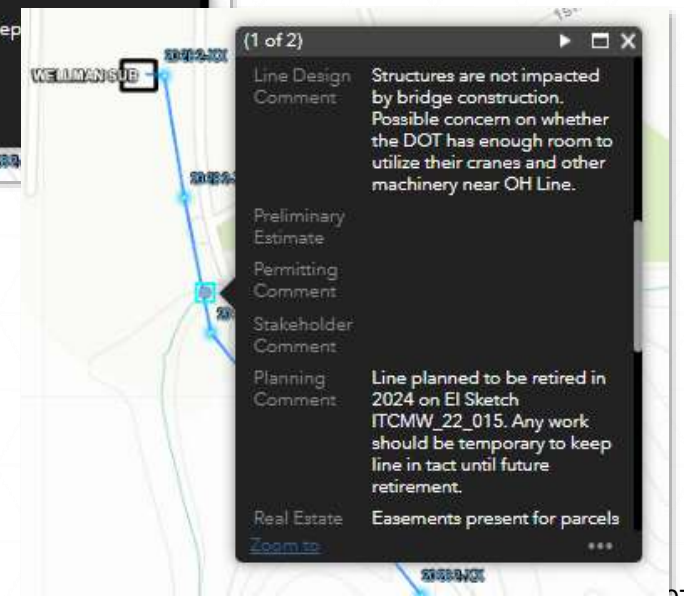 ep
(1 of 2)
WELLMAN SUB
Line Design Comment
Structures are not impacted
by bridge construction.
Possible concern on whether
the DOT has enough room to
utilize their cranes and other
machinery near OH Line.
Preliminary
Estimate
Permitting
Comment
Stakeholder
Comment
Planning
Comment
Line planned to be retired in
2024 on EI Sketch
ITCMW_22_015. Any work
should be temporary to keep
line in tact until future
retirement.
Real Estate
Easements present for parcels
Zoom to